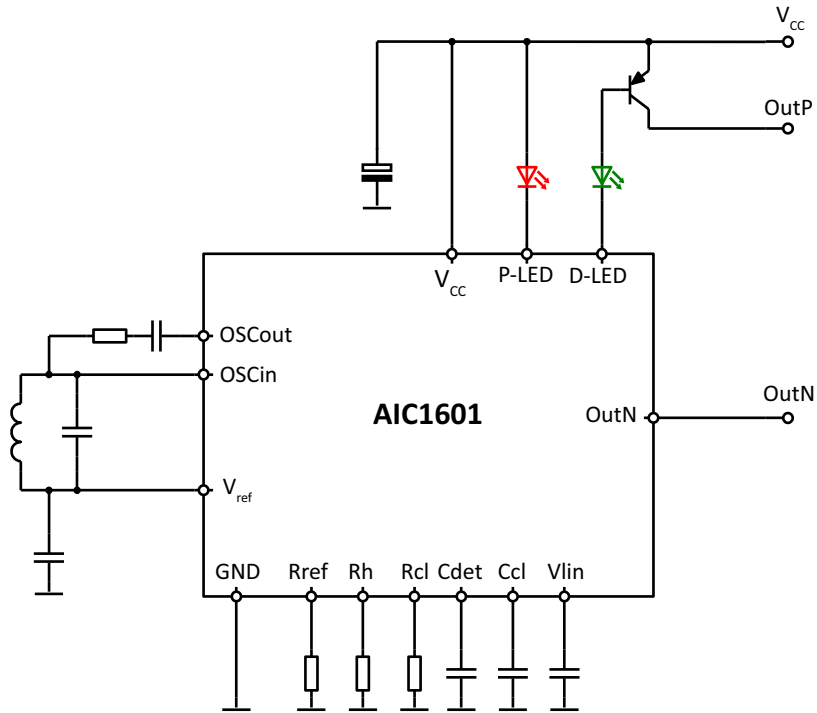 Vcc
OutP
Vcc P-LED D-LED
OSCout
OSCin
AIC1601
OutN OutN
Vref
GND Rref Rh Rcl Cdet Ccl Vlin